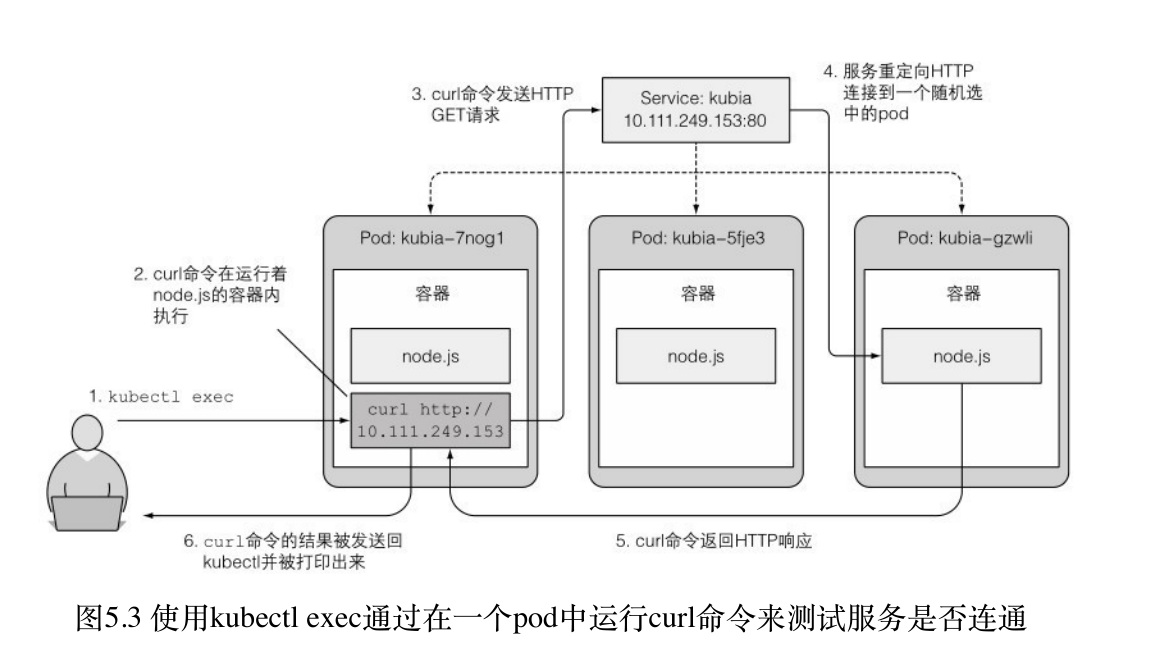 3. curl命令发送HTTP
GET请求
Service: kubia
10.111.249.153:80
4. 服务重定向HTTP
连接到一个随机选
中的pod
Pod: kubia-7nog1
Pod: kubia-5fje3
Pod: kubia-gzwli
2. curl命令在运行着
node.js的容器内
执行
容器
容器
容器
node.js
node.js
node.js
1. kubectl exec
curl http://
10.111.249.153
6. curl命令的结果被发送回
kubectl并被打印出来
5. curl命令返回HTTP响应
图5.3 使用kubectl exec通过在一个pod中运行curl命令来测试服务是否连通